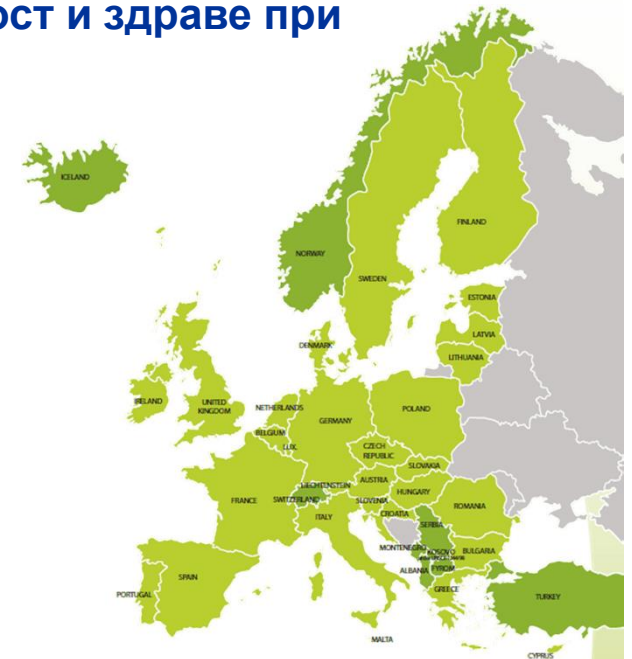 ост и здраве при
ICELAND
NORWAY
SWEDEN
FINLAND
ESTONIA
LATVIA
LITHUANIA
DENMARK
IRELAND
UNITED
KINGDOM
NETHERLANDS
BELGIUM
LUX.
GERMANY
POLAND
CZECH
REPUBLIC
SLOVAKIA
LIECHTENSTEIN
AUSTRIA
HUNGARY
FRANCE
SWITZERLAND
SLOVENIA
ROMANIA
ITALY
CROATIA
SERBIA
MONTENEGRO
KOSOVO
BULGARIA
ALBANIA
FYROM
PORTUGAL
SPAIN
GREECE
TURKEY
MALTA
CYPRUS